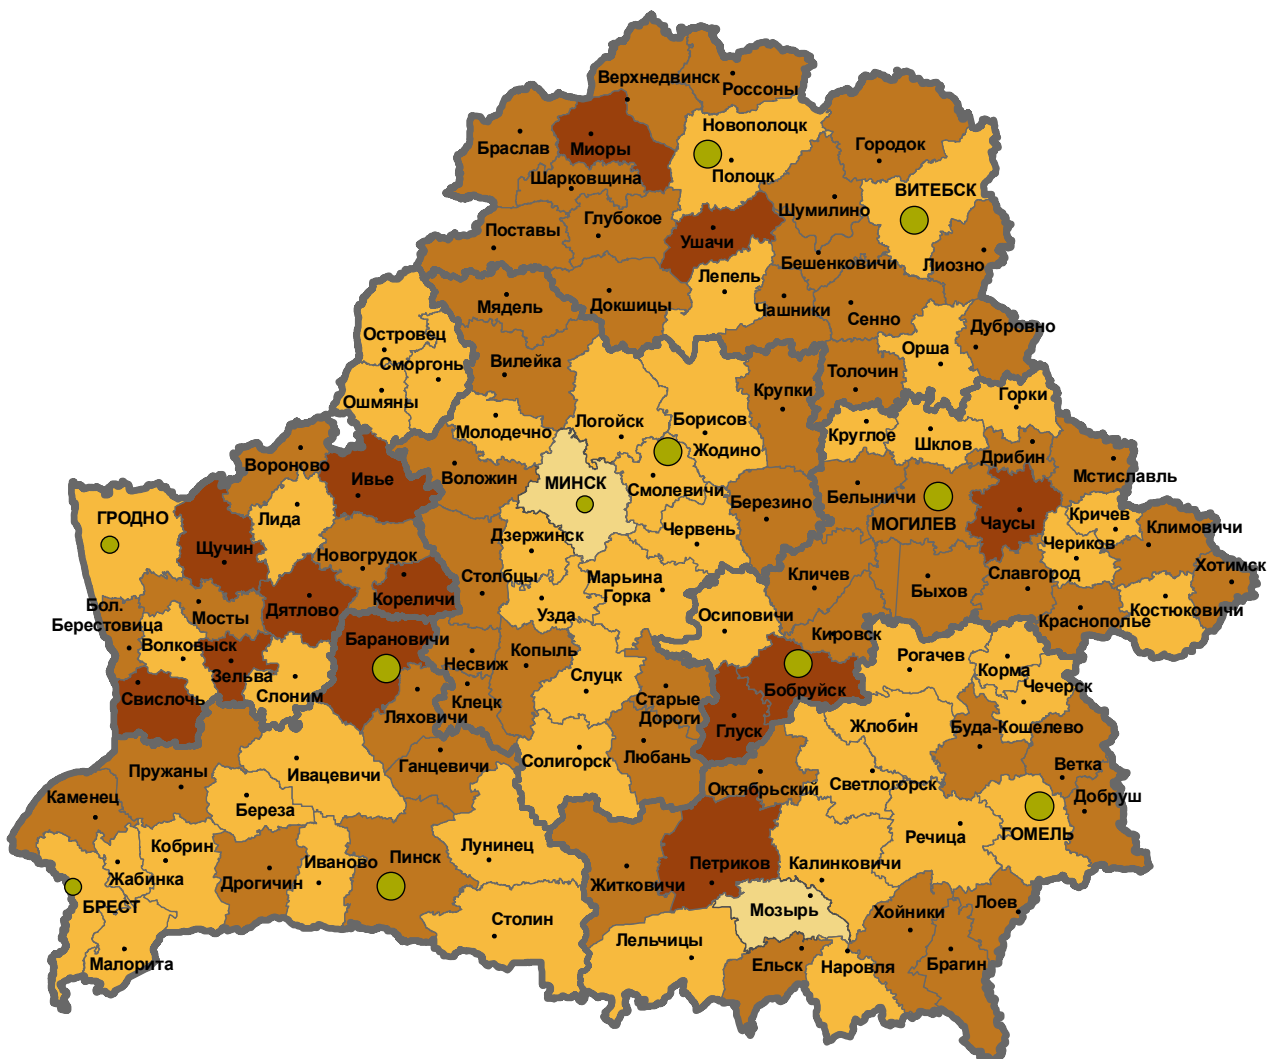 Верхнедвинск
Россоны
Новополоцк
Городок
Браслав
Миоры
Шарковщина
Полоцк
ВИТЕБСК
Шумилино
Глубокое
Поставы
Ушачи
Бешенковичи
Лиозно
Лепель
Мядель
Докшицы
Чашники
Сенно
Дубровно
Островец
Орша
Сморгонь
Вилейка
Толочин
Крупки
Ошмяны
Горки
Логойск
Борисов
Молодечно
Круглое
Шклов
Жодино
Дрибин
Вороново
Ивье
Воложин
МИНСК
Смолевичи
Мстиславль
Белыничи
Березино
ГРОДНО
Лида
МОГИЛЕВ
Чаусы
Кричев
Климовичи
Червень
Дзержинск
Щучин
Новогрудок
Чериков
Хотимск
Столбцы
Марьина
Горка
Кличев
Славгород
Быхов
Кореличи
Дятлово
Бол.
Берестовица
Мосты
Узда
Осиповичи
Костюковичи
Краснополье
Кировск
Барановичи
Волковыск
Копыль
Несвиж
Рогачев
Корма
Зельва
Слуцк
Чечерск
Свислочь
Слоним
Клецк
Старые
Дороги
Бобруйск
Ляховичи
Глуск
Жлобин
Буда-Кошелево
Любань
Солигорск
Ганцевичи
Ветка
Пружаны
Ивацевичи
Светлогорск
Октябрьский
Каменец
Добруш
Береза
ГОМЕЛЬ
Речица
Кобрин
Лунинец
Пинск
Иваново
Петриков
Калинковичи
Жабинка
Дрогичин
Житковичи
БРЕСТ
Лоев
Мозырь
Хойники
Столин
Лельчицы
Малорита
Ельск
Наровля
Брагин